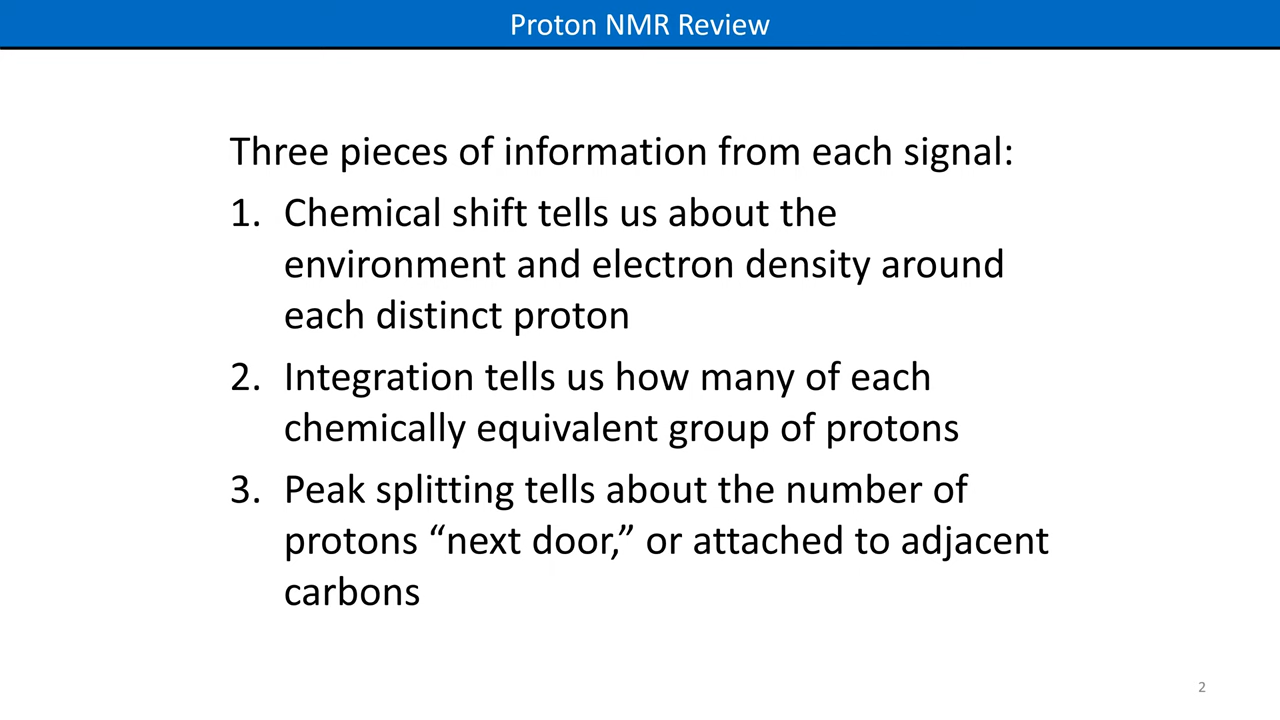 Proton NMR Review
Three pieces of information from each signal:
1. Chemical shift tells us about the
environment and electron density around
each distinct proton
2. Integration tells us how many of each
chemically equivalent group of protons
3. Peak splitting tells about the number of
protons “next door,” or attached to adjacent
carbons
2